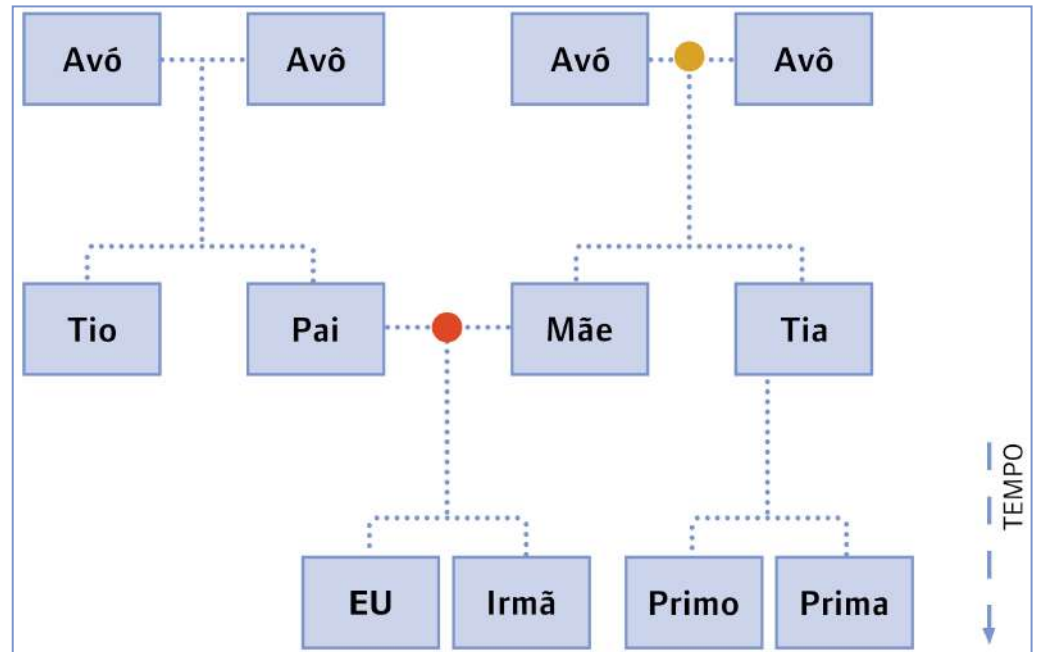 Avó Avô Avó Avô
Tio Pai Mãe Tia
TEMPO
EU Irmã Primo Prima